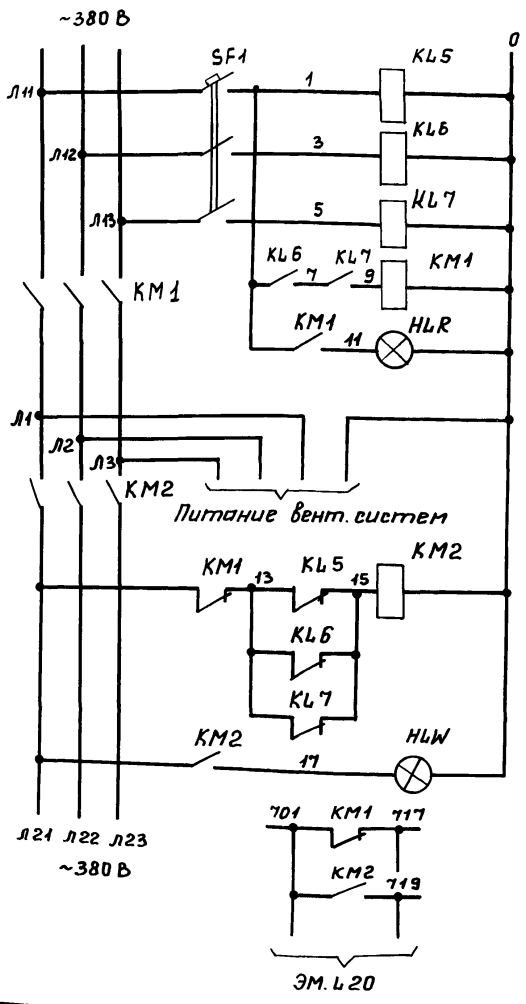 ~380 В
0
SF1
KL5
Л11
1
KL6
Л12
3
KL7
Л13
5
KL6
7
KL7
9
KM1
KM1
KM1
11
HLR
Л1
Л2
Л3
KM2
Питание вент. систем
KM2
KM1
13
KL5
15
KL6
KL7
KM2
17
HLW
Л21 Л22 Л23
~380 В
701
KM1
717
KM2
719
ЭМ. L20